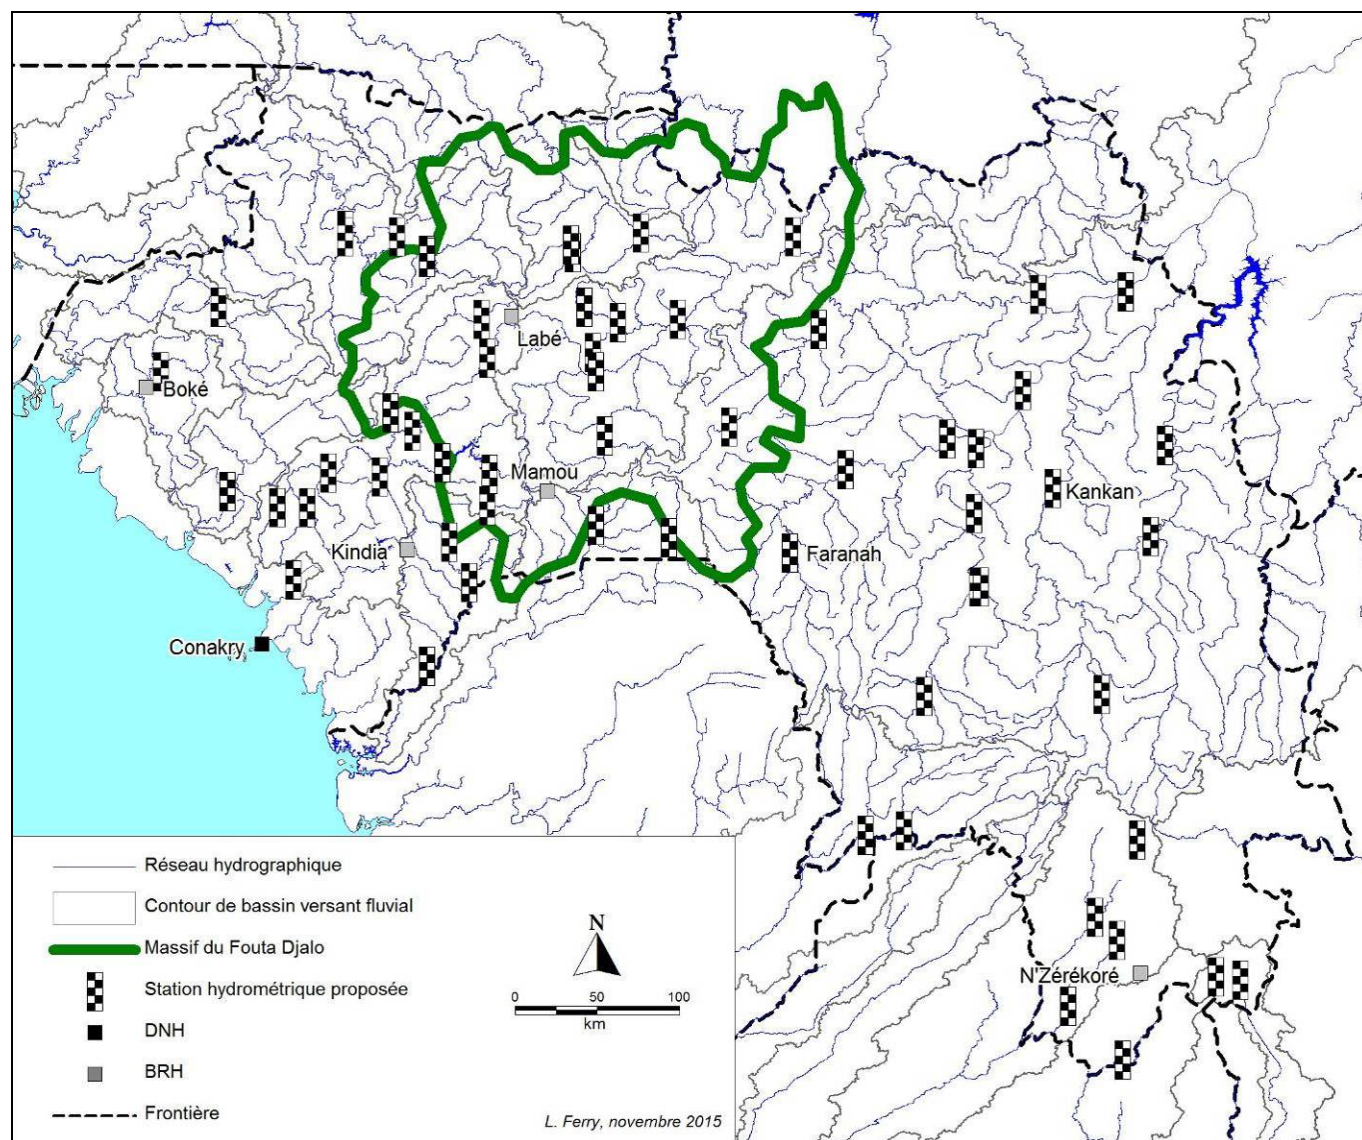 Labé
Boké
Mamou
Kankan
Kindia
Faranah
Conakry
N'Zérékoré
Réseau hydrographique
Contour de bassin versant fluvial
Massif du Fouta Djalo
Station hydrométrique proposée
DNH
BRH
Frontière
N
0 50 100
km
L. Ferry, novembre 2015